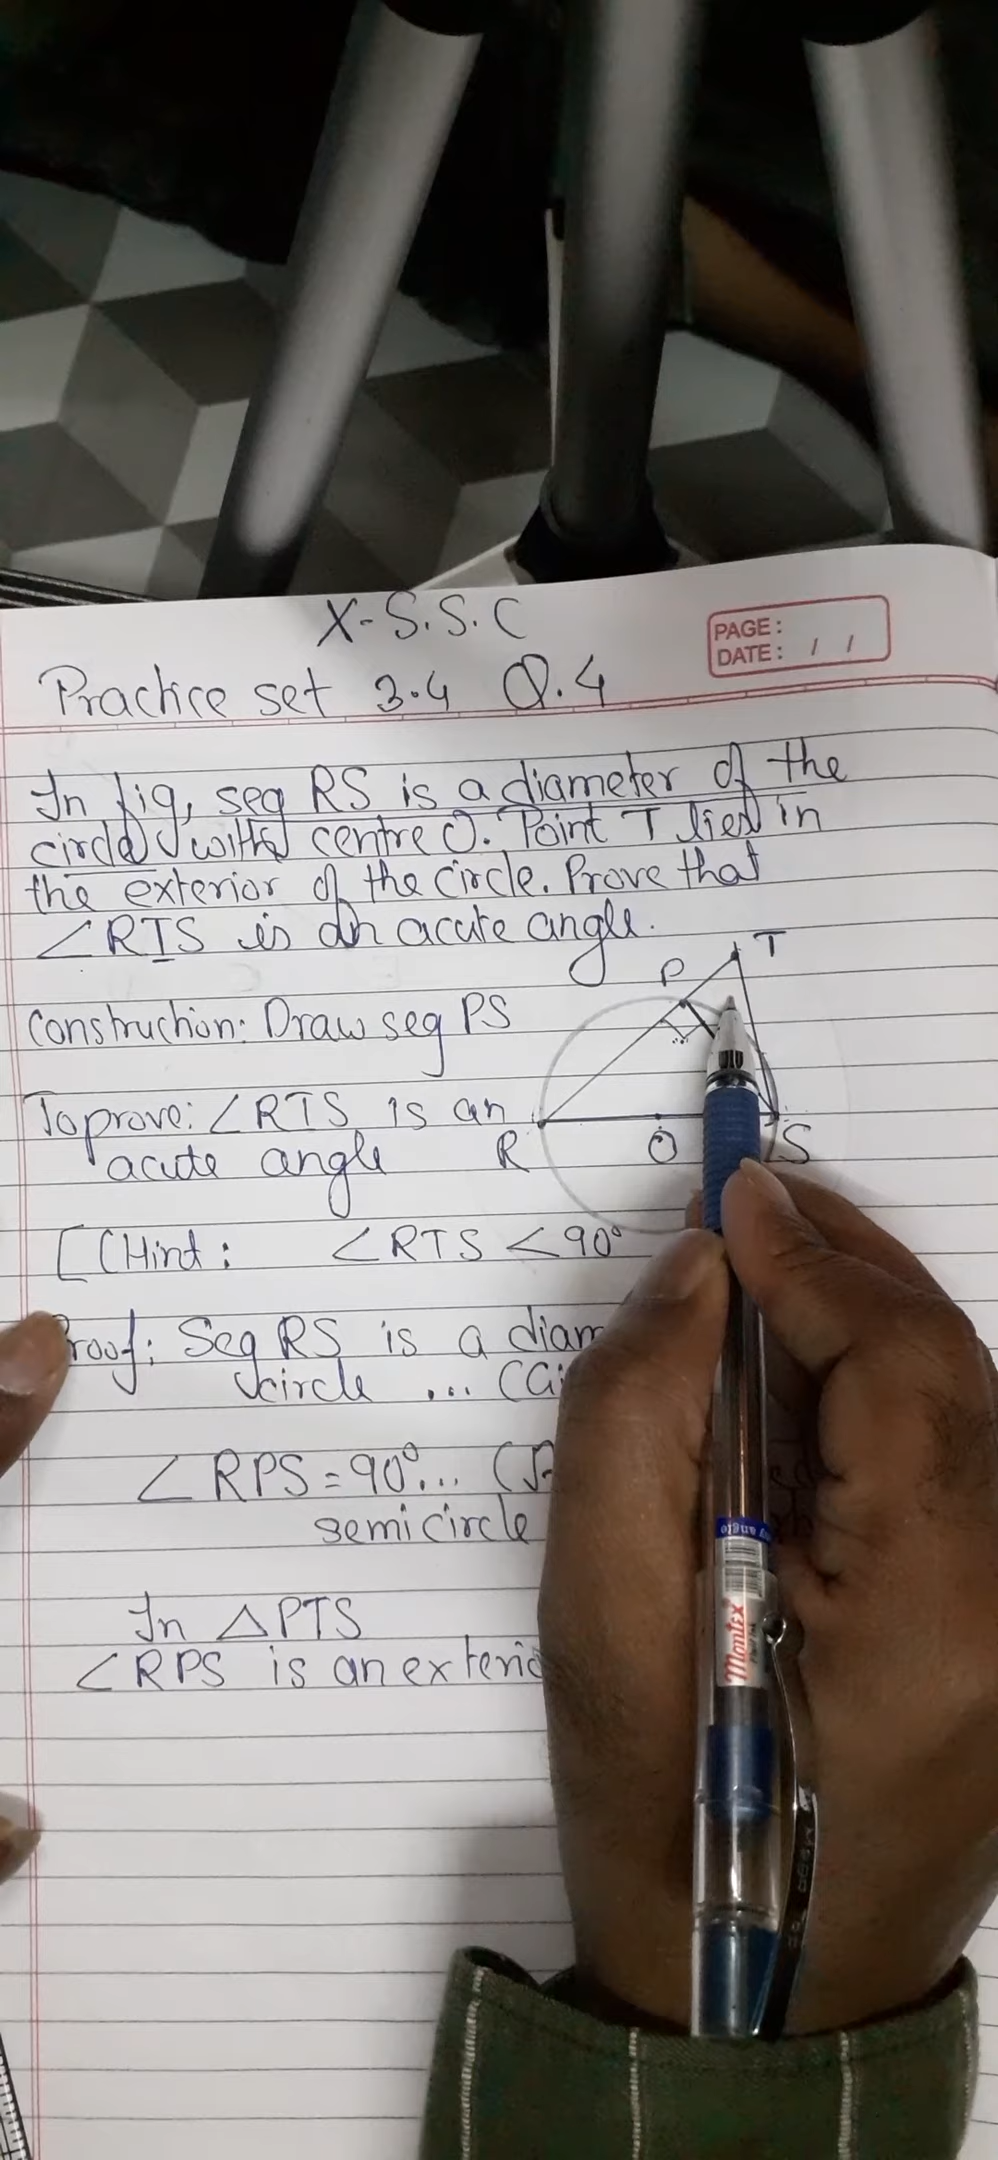 X-S.S.C
PAGE:
DATE: / /
Practice set 3.4 Q.4
In fig, seg RS is a diameter of the
circle with centre O. Point T lies in
the exterior of the circle. Prove that
∠RTS is an acute angle.
T
P
Construction: Draw seg PS
To prove: ∠RTS is an
acute angle
R
O
S
[(Hint: ∠RTS < 90°
Proof: Seg RS is a diam
circle ... (Gi
∠RPS = 90°...
semicircle
In △PTS
∠RPS is an exterio
Montex